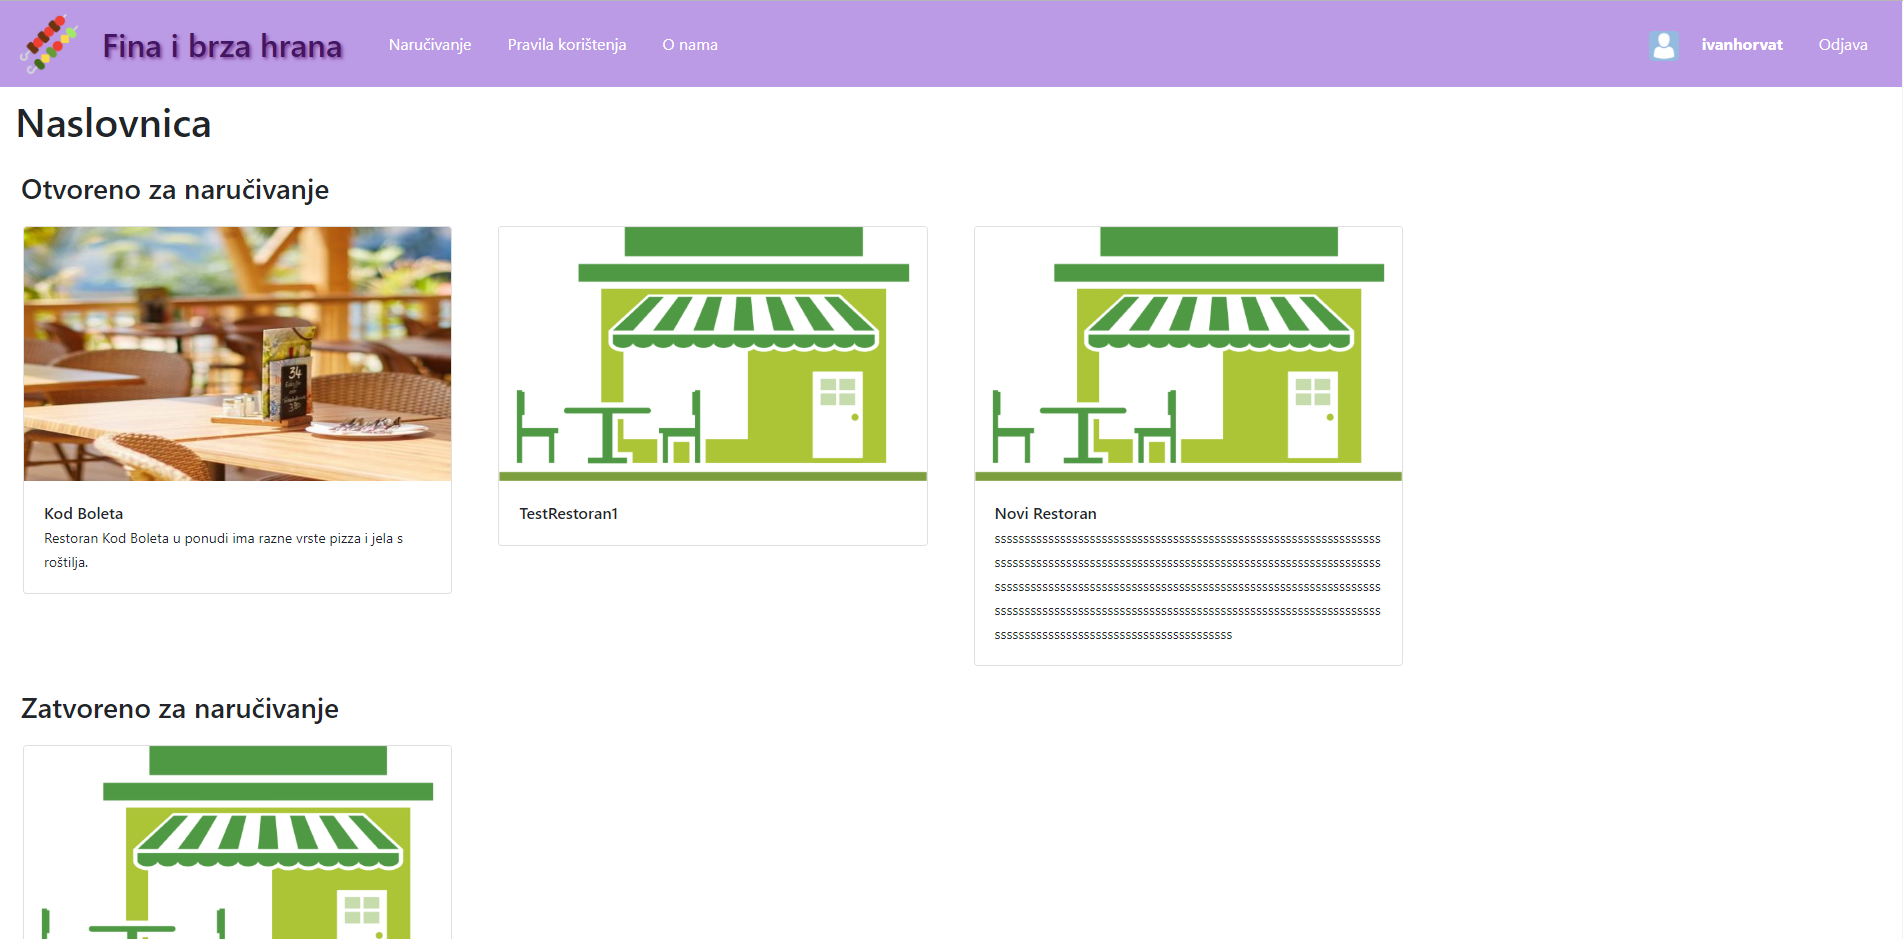 Fina i brza hrana
Naručivanje
Pravila korištenja
O nama
ivanhorvat
Odjava
Naslovnica
Otvoreno za naručivanje
34
Kod Boleta
Restoran Kod Boleta u ponudi ima razne vrste pizza i jela s
roštilja.
TestRestoran1
Novi Restoran
Zatvoreno za naručivanje